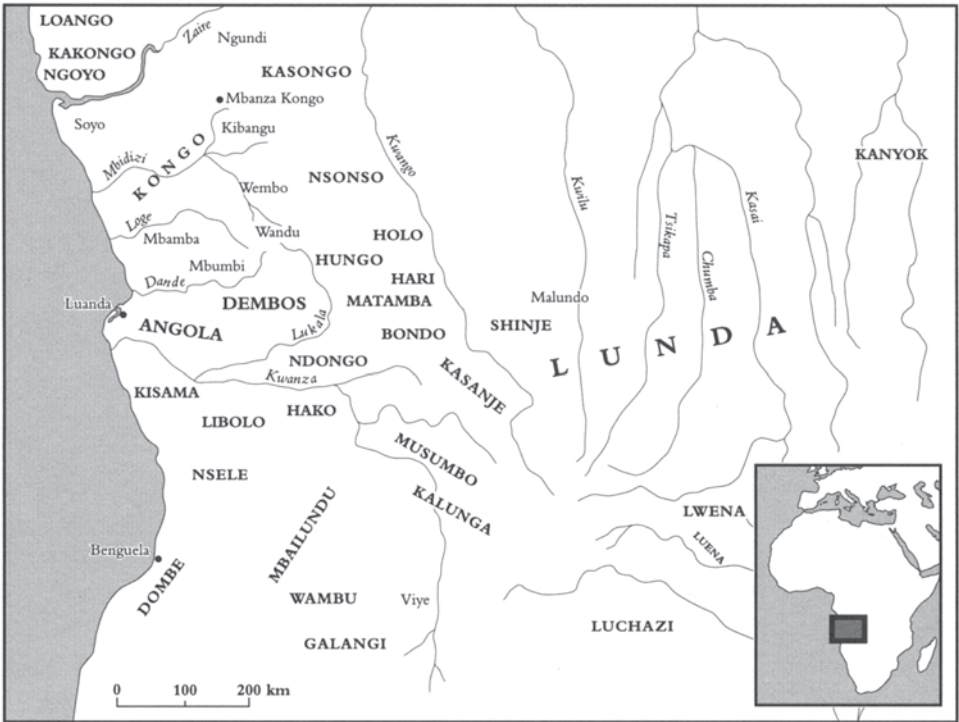 LOANGO
Zaire
Ngundi
KAKONGO
NGOYO
KASONGO
Mbanza Kongo
Soyo
Kibangu
Mbidizi
KONGO
Kwango
KANYOK
NSONSO
Wembo
Kwilu
Kasai
Loge
Mbamba
Wandu
HOLO
Tsikapa
Chumba
Mbumbi
HUNGO
Dande
HARI
Luanda
DEMBOS
MATAMBA
Malundo
ANGOLA
Lukala
BONDO
SHINJE
LUNDA
NDONGO
Kwanza
KASANJE
KISAMA
LIBOLO
HAKO
MUSUMBO
NSELE
KALUNGA
LWENA
MBAILUNDU
LUENA
Benguela
DOMBE
WAMBU
Viye
LUCHAZI
GALANGI
0 100 200 km